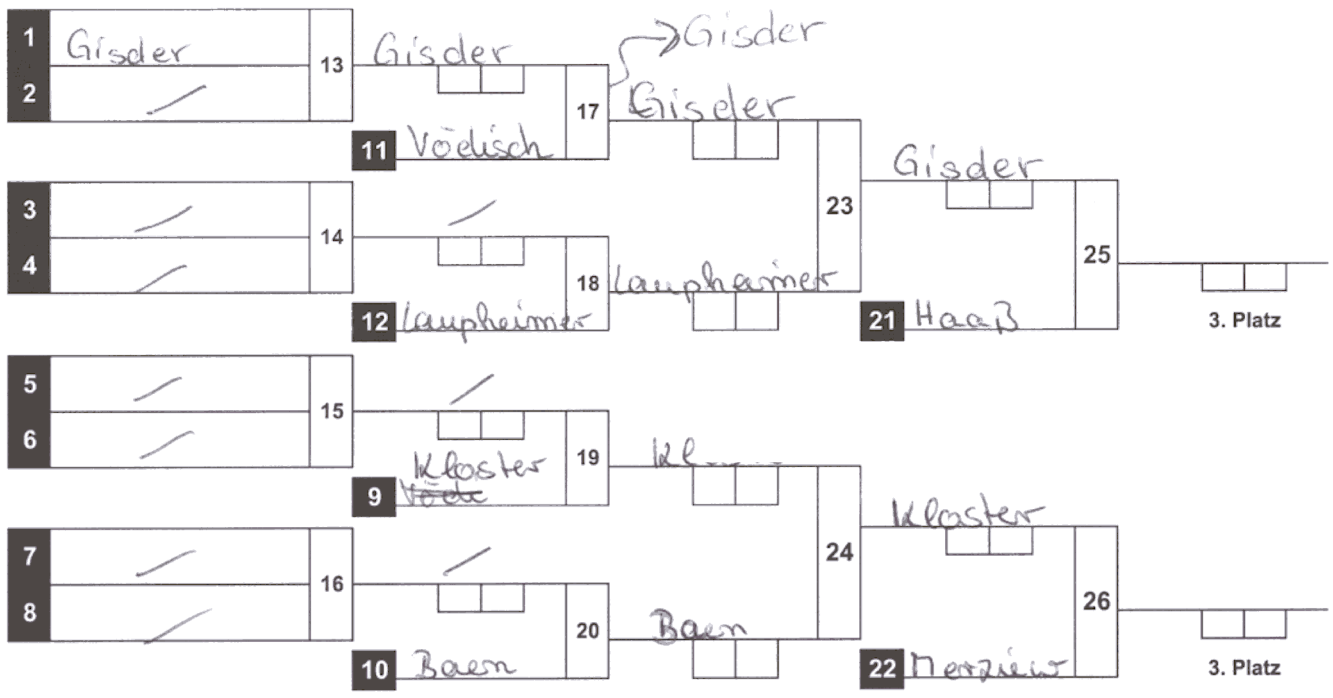 1 Gisder
13
Gisder
Gisder
2
17
Gisder
11 Vödisch
Gisder
3
14
23
4
18 Laupheimer
25
12 Laupheimer
21 Haaß
3. Platz
5
15
6
Kloster
19
Kl.....
9
Kloster
7
24
16
8
26
20
Baen
10 Baen
22
3. Platz